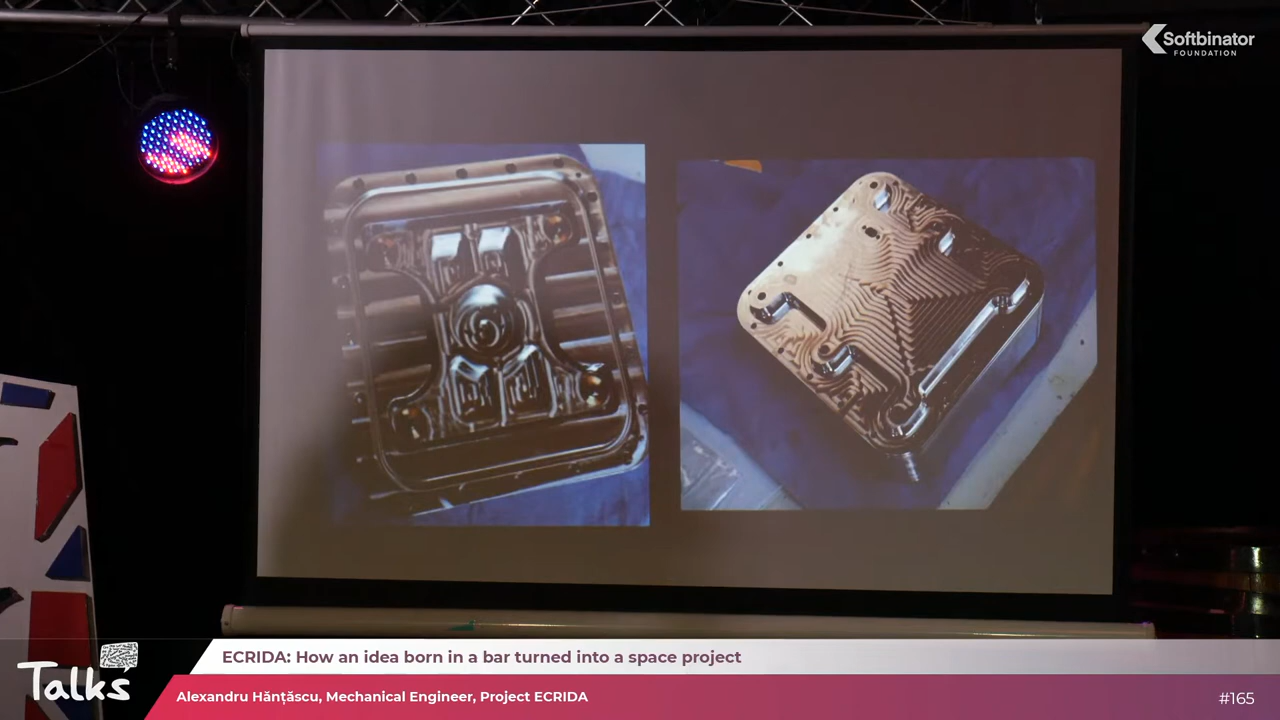 Softbinator
FOUNDATION
Talks
ECRIDA: How an idea born in a bar turned into a space project
Alexandru Hănțăscu, Mechanical Engineer, Project ECRIDA
#165